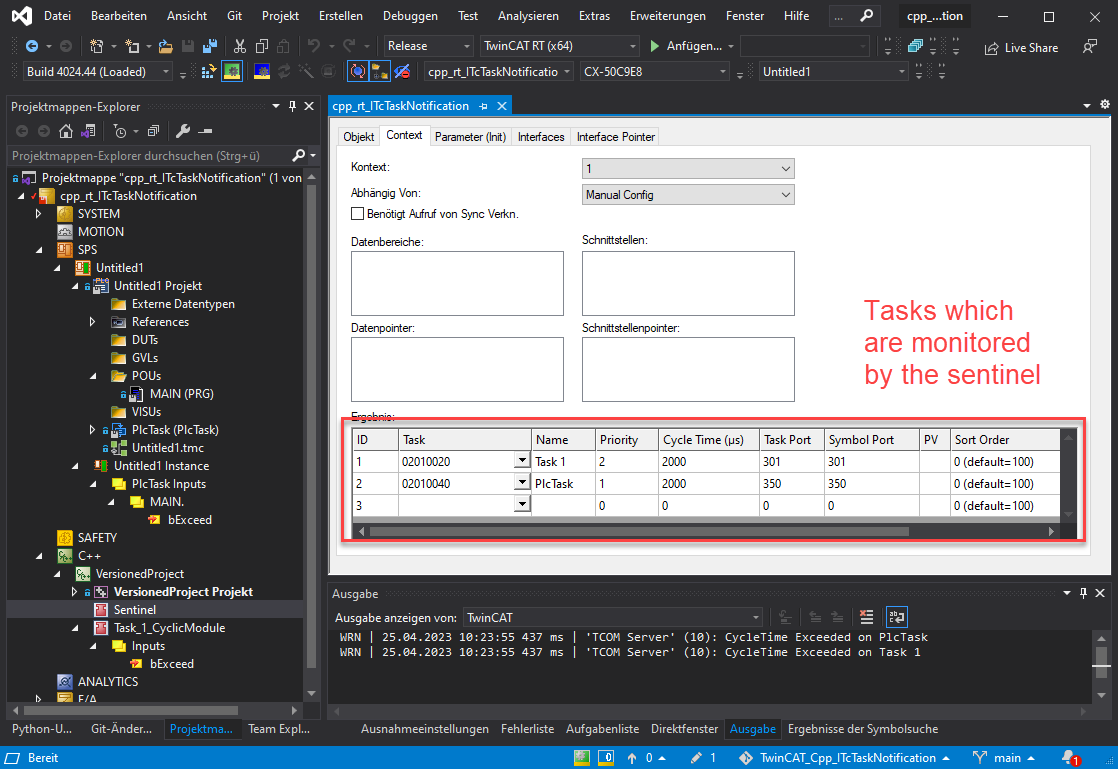 Datei Bearbeiten Ansicht Git Projekt Erstellen Debuggen Test Analysieren Extras Erweiterungen Fenster Hilfe ... cpp_...tion
Release TwinCAT RT (x64) Anfügen... Live Share
Build 4024.44 (Loaded) cpp_rt_ITcTaskNotificatio CX-50C9E8 Untitled1
Projektmappen-Explorer
Projektmappen-Explorer durchsuchen (Strg+ü)
Projektmappe "cpp_rt_ITcTaskNotification" (1 von
cpp_rt_ITcTaskNotification
SYSTEM
MOTION
SPS
Untitled1
Untitled1 Projekt
Externe Datentypen
References
DUTs
GVLs
POUs
MAIN (PRG)
VISUs
PlcTask (PlcTask)
Untitled1.tmc
Untitled1 Instance
PlcTask Inputs
MAIN.
bExceed
SAFETY
C++
VersionedProject
VersionedProject Projekt
Sentinel
Task_1_CyclicModule
Inputs
bExceed
ANALYTICS
E/A
Python-U... Git-Änder... Projektma... Team Expl...
cpp_rt_ITcTaskNotification
Objekt Context Parameter (Init) Interfaces Interface Pointer
Kontext: 1
Abhängig Von: Manual Config
Benötigt Aufruf von Sync Verkn.
Datenbereiche: Schnittstellen:
Datenpointer: Schnittstellenpointer:
Tasks which
are monitored
by the sentinel
Ergebnis:
ID Task Name Priority Cycle Time (µs) Task Port Symbol Port PV Sort Order
1 02010020 Task 1 2 2000 301 301 0 (default=100)
2 02010040 PlcTask 1 2000 350 350 0 (default=100)
3 0 0 0 0 0 (default=100)
Ausgabe
Ausgabe anzeigen von: TwinCAT
WRN | 25.04.2023 10:23:55 437 ms | 'TCOM Server' (10): CycleTime Exceeded on PlcTask
WRN | 25.04.2023 10:23:55 437 ms | 'TCOM Server' (10): CycleTime Exceeded on Task 1
Ausnahmeeinstellungen Fehlerliste Aufgabenliste Direktfenster Ausgabe Ergebnisse der Symbolsuche
Bereit 0 0 1 TwinCAT_Cpp_ITcTaskNotification main 1